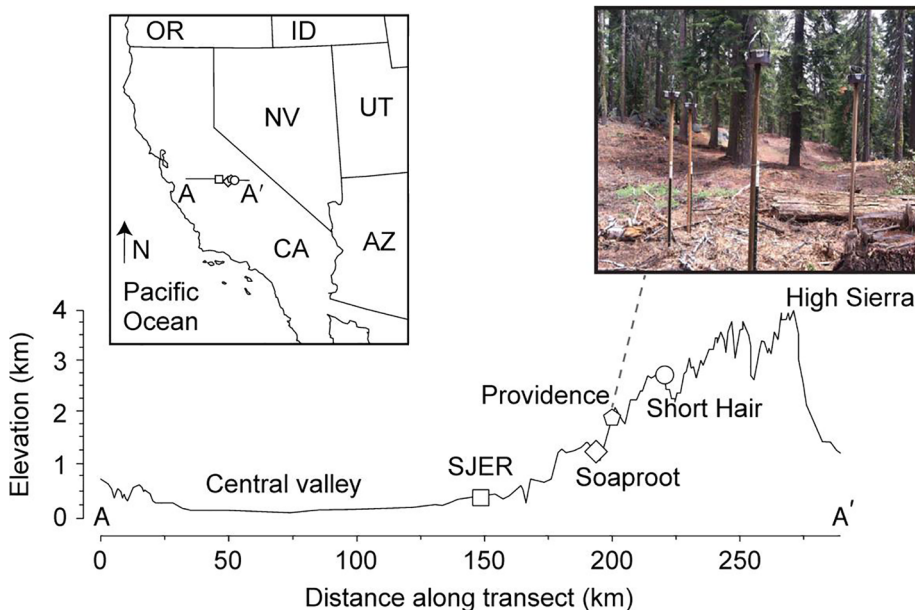 OR
ID
NV
UT
A
A′
N
CA
AZ
Pacific
Ocean
High Sierra
Providence
Short Hair
SJER
Soaproot
Central valley
Elevation (km)
4
3
2
1
0
A
A′
0
50
100
150
200
250
Distance along transect (km)